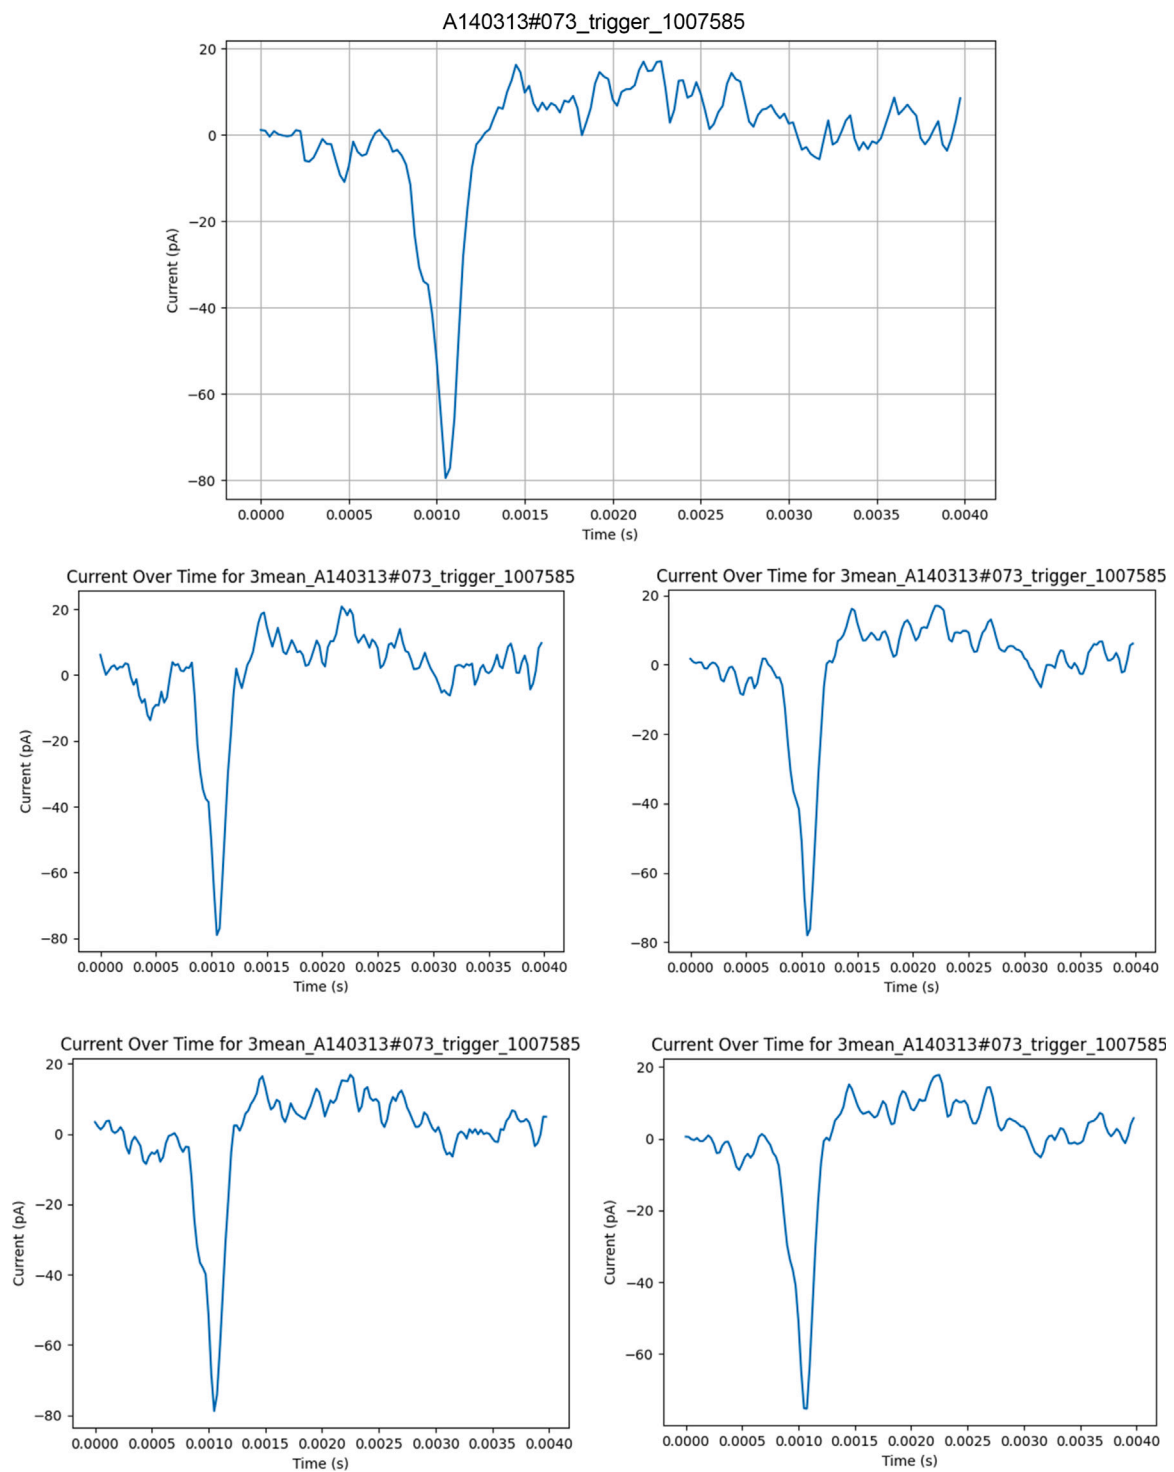 A140313#073_trigger_1007585
20
0
−20
−40
−60
−80
Current (pA)
0.0000 0.0005 0.0010 0.0015 0.0020 0.0025 0.0030 0.0035 0.0040
Time (s)
Current Over Time for 3mean_A140313#073_trigger_1007585
20
0
−20
−40
−60
−80
Current (pA)
0.0000 0.0005 0.0010 0.0015 0.0020 0.0025 0.0030 0.0035 0.0040
Time (s)
Current Over Time for 3mean_A140313#073_trigger_1007585
20
0
−20
−40
−60
−80
0.0000 0.0005 0.0010 0.0015 0.0020 0.0025 0.0030 0.0035 0.0040
Time (s)
Current Over Time for 3mean_A140313#073_trigger_1007585
20
0
−20
−40
−60
−80
Current (pA)
0.0000 0.0005 0.0010 0.0015 0.0020 0.0025 0.0030 0.0035 0.0040
Time (s)
Current Over Time for 3mean_A140313#073_trigger_1007585
20
0
−20
−40
−60
Current (pA)
0.0000 0.0005 0.0010 0.0015 0.0020 0.0025 0.0030 0.0035 0.0040
Time (s)